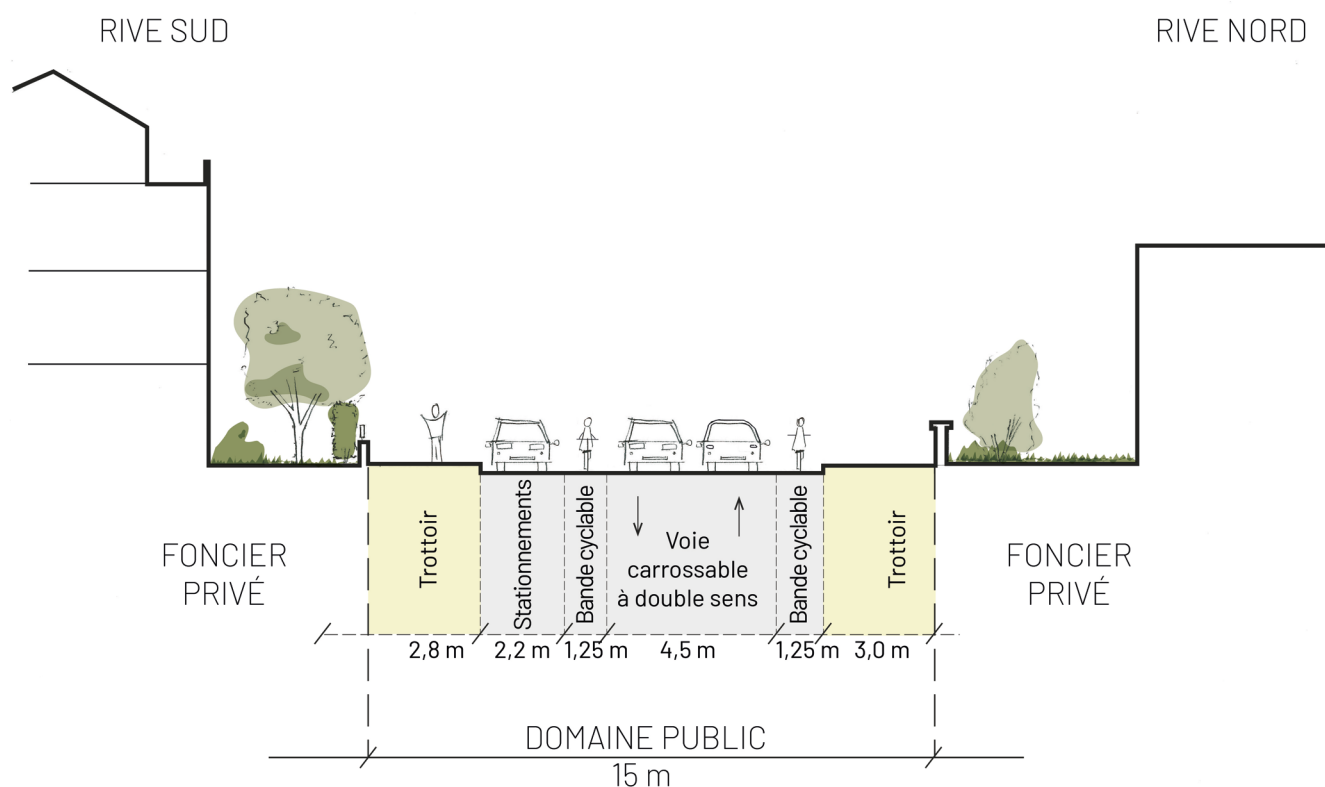 RIVE SUD
RIVE NORD
FONCIER
PRIVÉ
Trottoir
Stationnements
Bande cyclable
Voie
carrossable
à double sens
Bande cyclable
Trottoir
FONCIER
PRIVÉ
2,8 m
2,2 m
1,25 m
4,5 m
1,25 m
3,0 m
DOMAINE PUBLIC
15 m